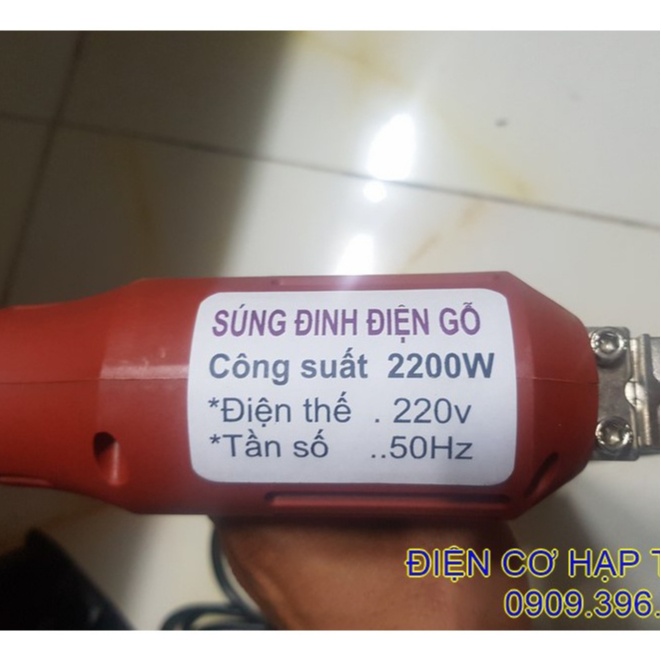 SÚNG ĐINH ĐIỆN GỖ
Công suất 2200W
*Điện thế . 220v
*Tần số ..50Hz
ĐIỆN CƠ HẠP
0909.396.